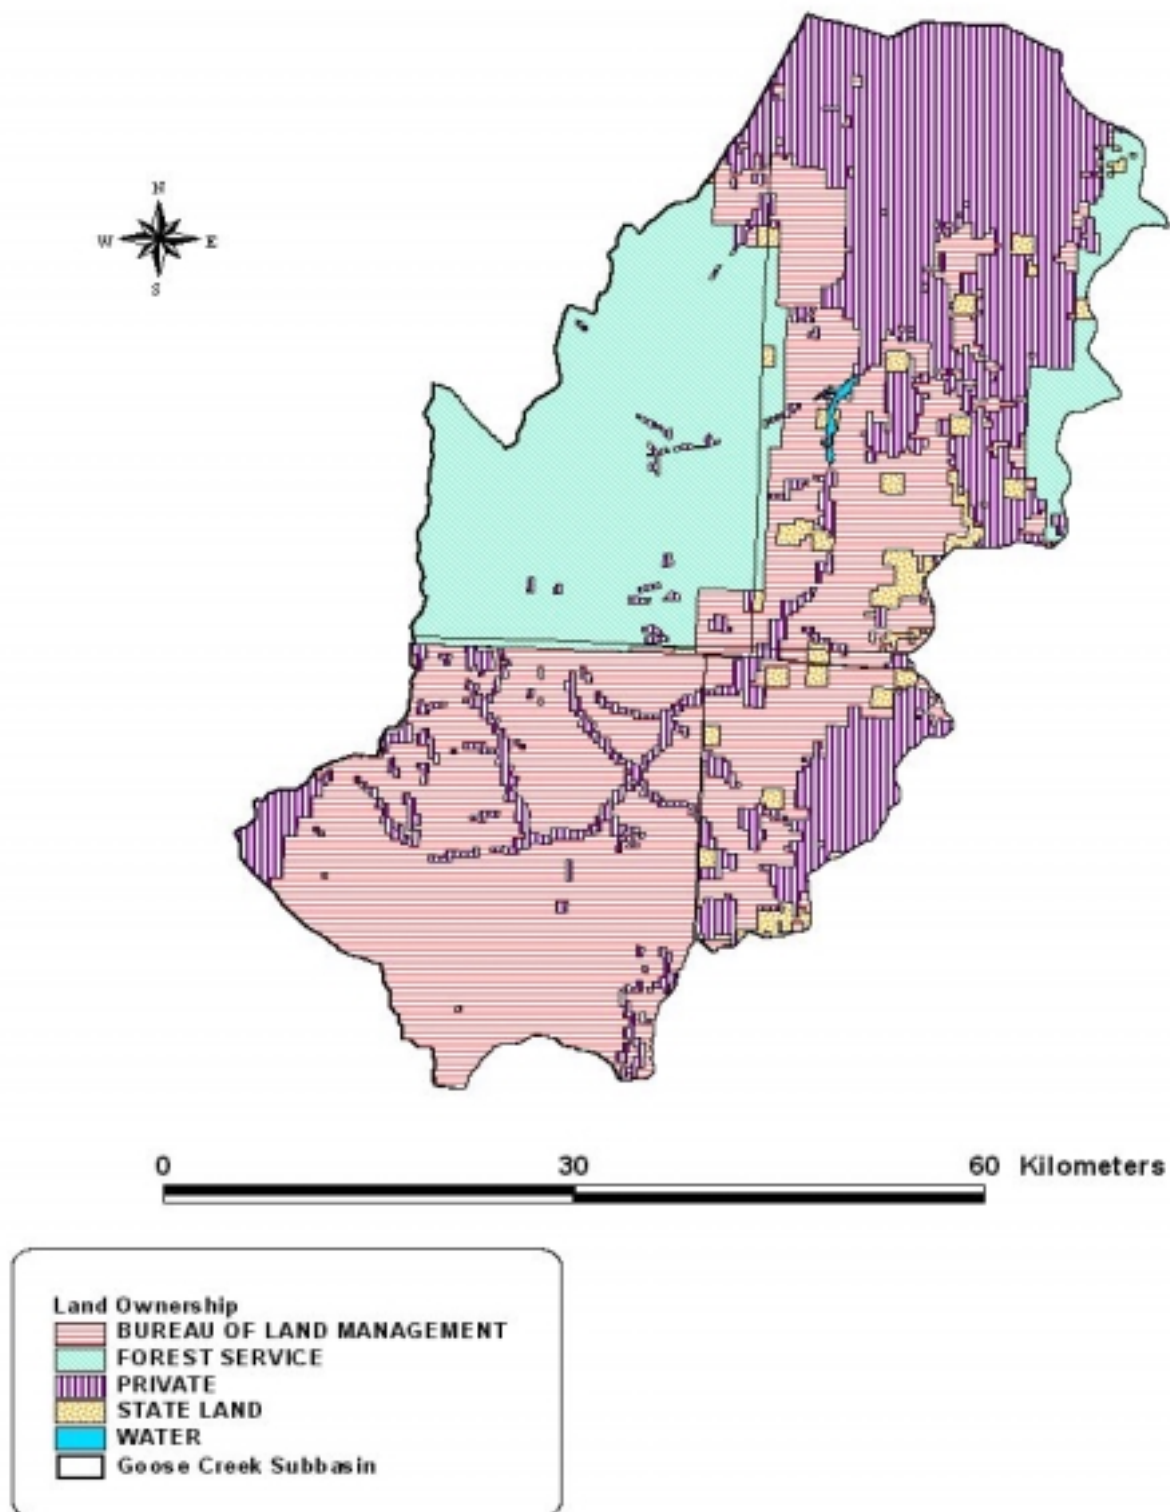 N
W E
S
0 30 60 Kilometers
Land Ownership
BUREAU OF LAND MANAGEMENT
FOREST SERVICE
PRIVATE
STATE LAND
WATER
Goose Creek Subbasin